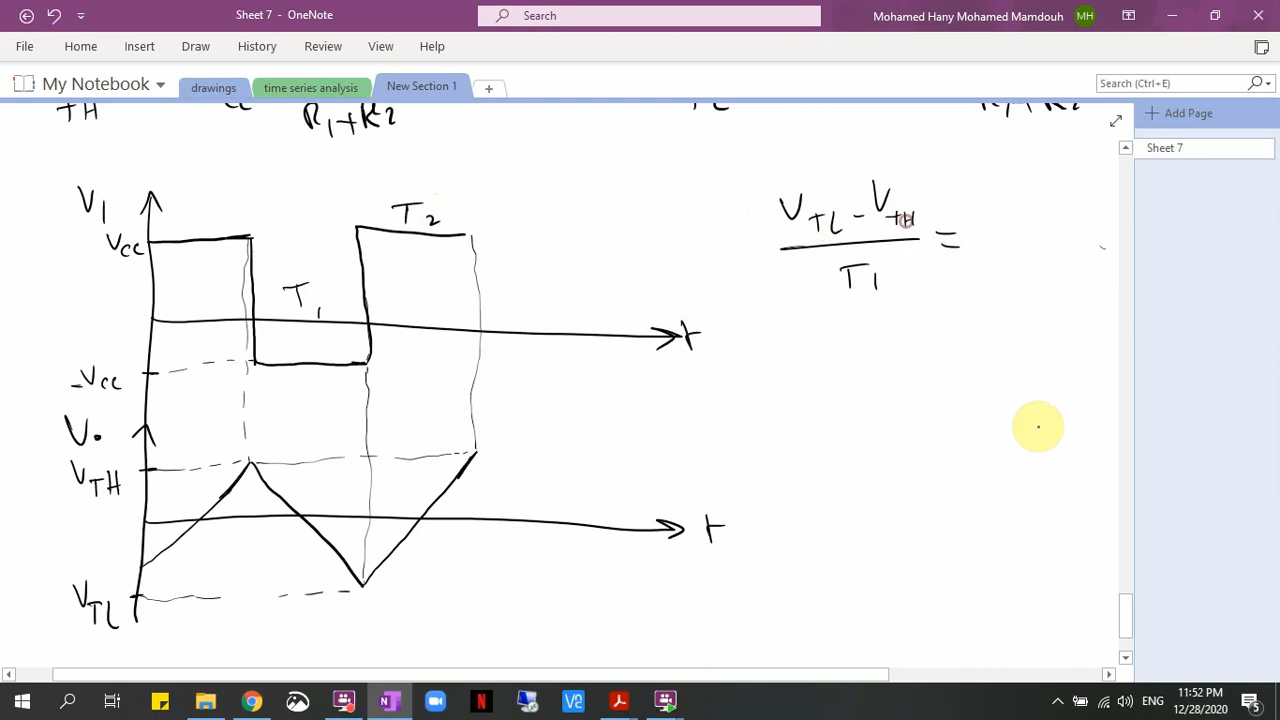 Sheet 7 - OneNote
Search
Mohamed Hany Mohamed Mamdouh
MH
File Home Insert Draw History Review View Help
My Notebook
drawings
time series analysis
New Section 1
Search (Ctrl+E)
Add Page
Sheet 7
R1+R2
V1
Vcc
T2
T1
t
-Vcc
Vo
VTH
t
VTL
VTL - VTH
=
T1
ENG
11:52 PM
12/28/2020
5